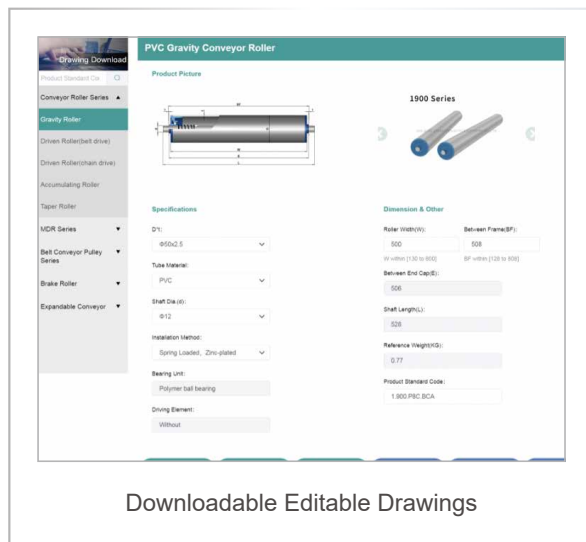 Drawing Download
Product Standard Co
Conveyor Roller Series ▲
Gravity Roller
Driven Roller(belt drive)
Driven Roller(chain drive)
Accumulating Roller
Taper Roller
MDR Series ▼
Belt Conveyor Pulley Series ▼
Brake Roller ▼
Expandable Conveyor ▼
PVC Gravity Conveyor Roller
Product Picture
1900 Series
Specifications
D*t:
Φ50x2.5
Tube Material:
PVC
Shaft Dia.(d):
Φ12
Installation Method:
Spring Loaded, Zinc-plated
Bearing Unit:
Polymer ball bearing
Driving Element:
Without
Dimension & Other
Roller Width(W): Between Frame(BF):
500 508
Between End Cap(E):
506
Shaft Length(L):
526
Reference Weight(KG):
0.77
Product Standard Code:
1.900.P8C.BCA
Downloadable Editable Drawings